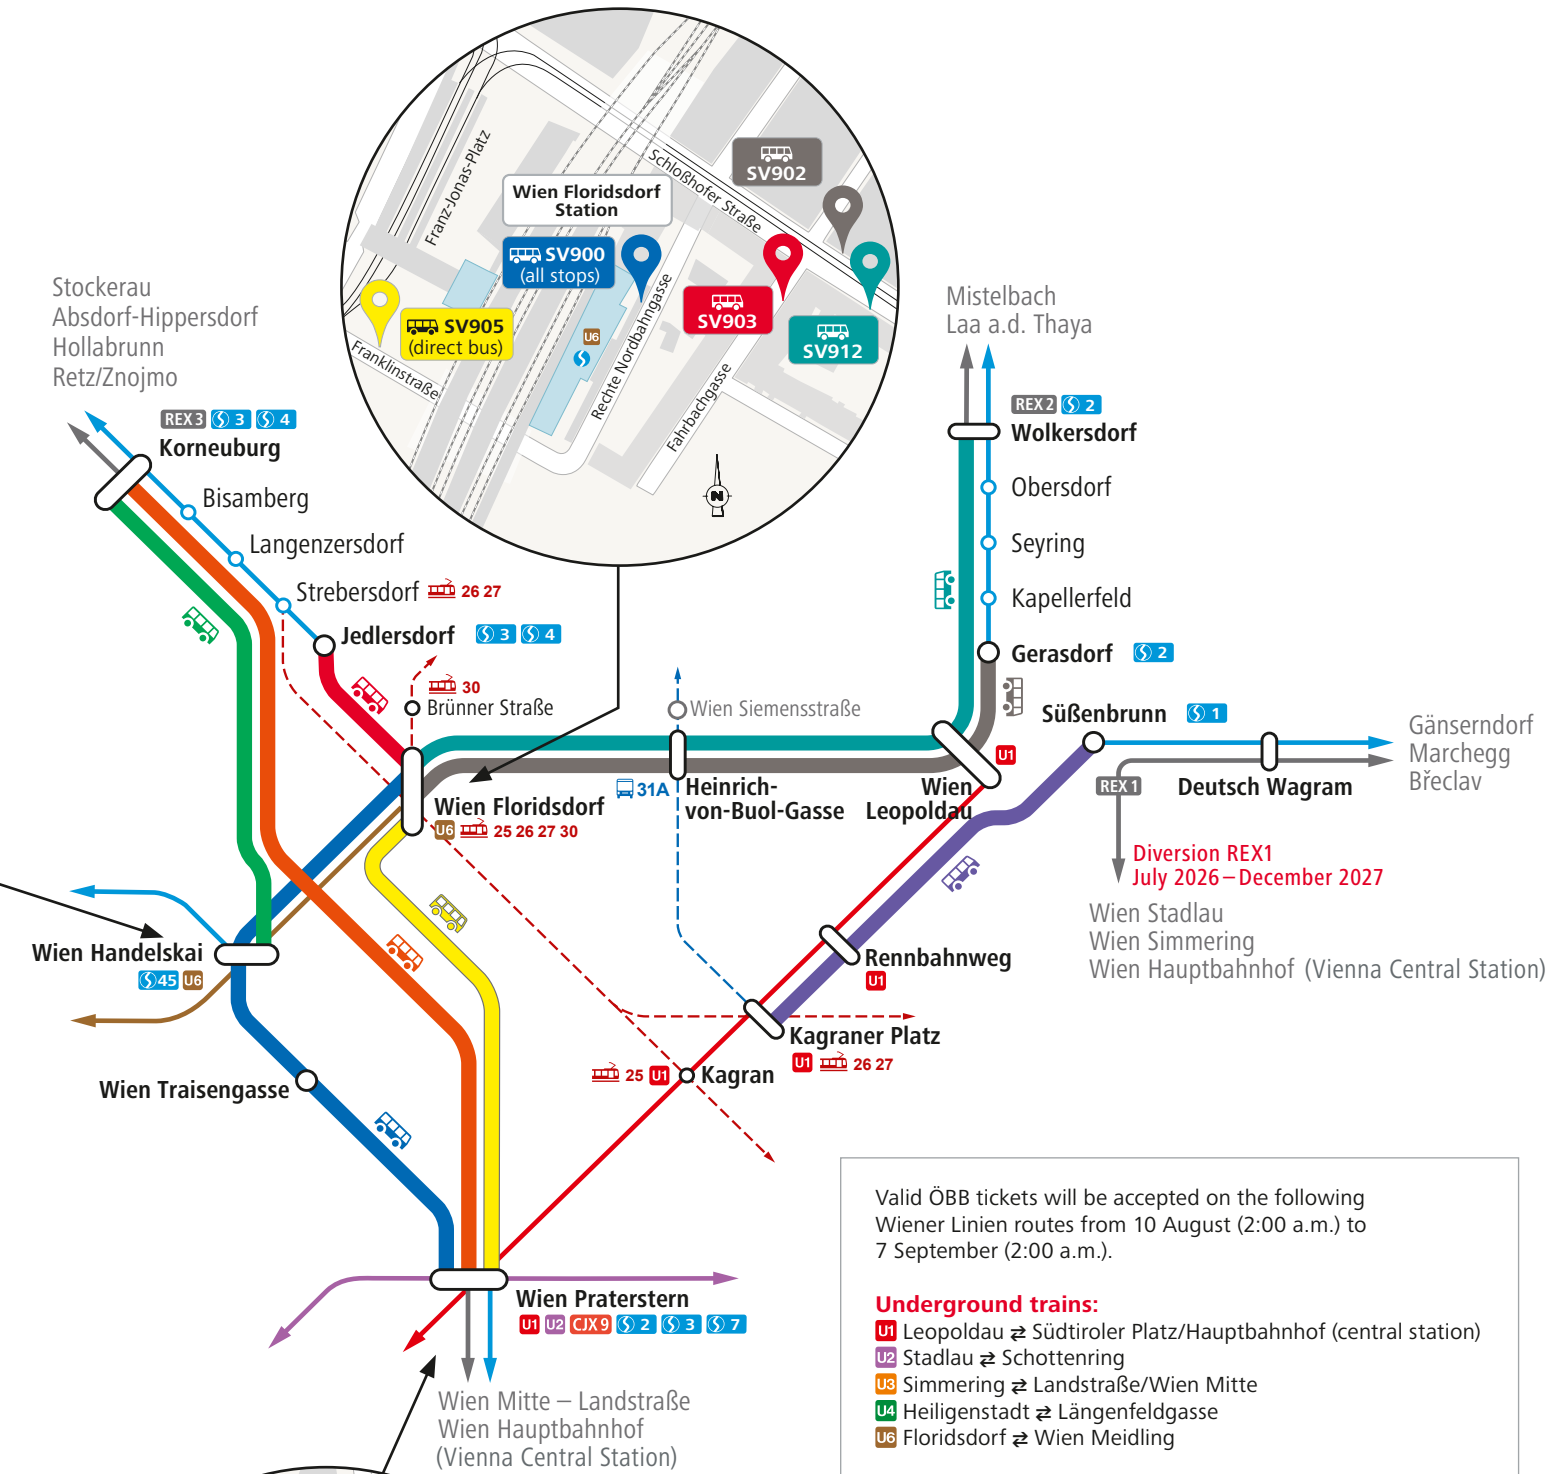 Franz-Jonas-Platz
Schloßhofer Straße
SV902
Wien Floridsdorf
Station
SV900
(all stops)
SV905
(direct bus)
U6
SV903
SV912
Franklinstraße
Rechte Nordbahngasse
Fahrbachgasse
N
Stockerau
Absdorf-Hippersdorf
Hollabrunn
Retz/Znojmo
REX 3 S 3 S 4
Korneuburg
Bisamberg
Langenzersdorf
Strebersdorf 26 27
Jedlersdorf S 3 S 4
30
Brünner Straße
Wien Floridsdorf
U6 25 26 27 30
Mistelbach
Laa a.d. Thaya
REX 2 S 2
Wolkersdorf
Obersdorf
Seyring
Kapellerfeld
Gerasdorf S 2
Wien Siemensstraße
31A
Heinrich-
von-Buol-Gasse
U1
Wien
Leopoldau
Süßenbrunn S 1
REX 1
Deutsch Wagram
Gänserndorf
Marchegg
Břeclav
Diversion REX1
July 2026–December 2027
Wien Stadlau
Wien Simmering
Wien Hauptbahnhof (Vienna Central Station)
Wien Handelskai
S 45 U6
Wien Traisengasse
Rennbahnweg
U1
Kagraner Platz
U1 26 27
25 U1 Kagran
Wien Praterstern
U1 U2 CJX 9 S 2 S 3 S 7
Wien Mitte – Landstraße
Wien Hauptbahnhof
(Vienna Central Station)
Valid ÖBB tickets will be accepted on the following
Wiener Linien routes from 10 August (2:00 a.m.) to
7 September (2:00 a.m.).
Underground trains:
U1 Leopoldau ⇄ Südtiroler Platz/Hauptbahnhof (central station)
U2 Stadlau ⇄ Schottenring
U3 Simmering ⇄ Landstraße/Wien Mitte
U4 Heiligenstadt ⇄ Längenfeldgasse
U6 Floridsdorf ⇄ Wien Meidling